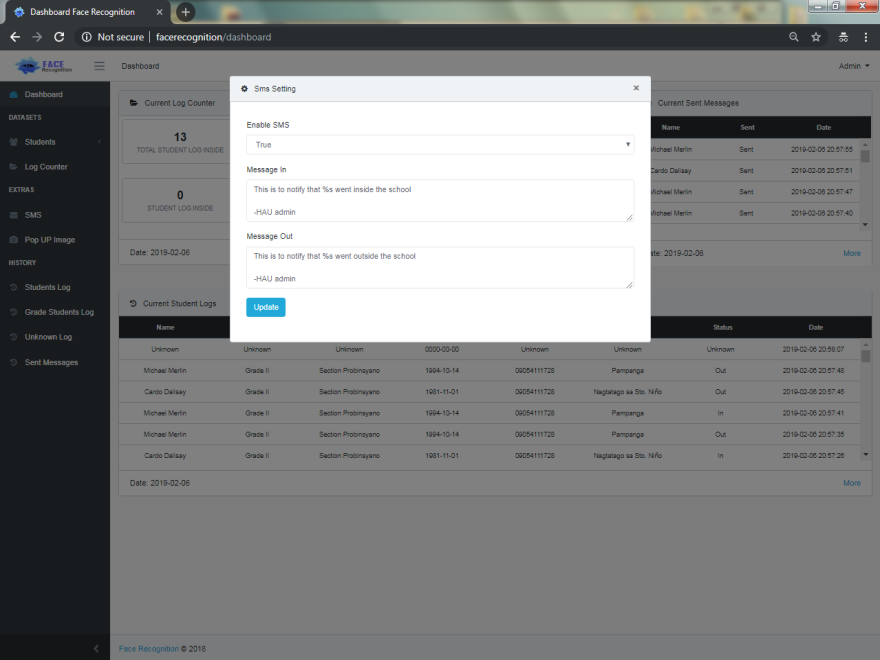 Dashboard Face Recognition
Not secure | facerecognition/dashboard
FACE
Recognition
Dashboard
Admin
Dashboard
DATASETS
Students
Log Counter
EXTRAS
SMS
Pop UP Image
HISTORY
Students Log
Grade Students Log
Unknown Log
Sent Messages
Current Log Counter
13
TOTAL STUDENT LOG INSIDE
0
STUDENT LOG INSIDE
Date: 2019-02-06
Sms Setting
Enable SMS
True
Message In
This is to notify that %s went inside the school
-HAU admin
Message Out
This is to notify that %s went outside the school
-HAU admin
Update
Current Sent Messages
Name Sent Date
Michael Merlin Sent 2019-02-06 20:57:55
Cardo Dalisay Sent 2019-02-06 20:57:51
Michael Merlin Sent 2019-02-06 20:57:47
Michael Merlin Sent 2019-02-06 20:57:40
2019-02-06 More
Current Student Logs
Name Status Date
Unknown Unknown Unknown 0000-00-00 Unknown Unknown Unknown 2019-02-06 20:59:07
Michael Merlin Grade II Section Probinsyano 1994-10-14 09054111728 Pampanga Out 2019-02-06 20:57:48
Cardo Dalisay Grade II Section Probinsyano 1981-11-01 09054111728 Nagtatago sa Sto. Niño Out 2019-02-06 20:57:45
Michael Merlin Grade II Section Probinsyano 1994-10-14 09054111728 Pampanga In 2019-02-06 20:57:41
Michael Merlin Grade II Section Probinsyano 1994-10-14 09054111728 Pampanga Out 2019-02-06 20:57:35
Cardo Dalisay Grade II Section Probinsyano 1981-11-01 09054111728 Nagtatago sa Sto. Niño In 2019-02-06 20:57:26
Date: 2019-02-06 More
Face Recognition © 2018